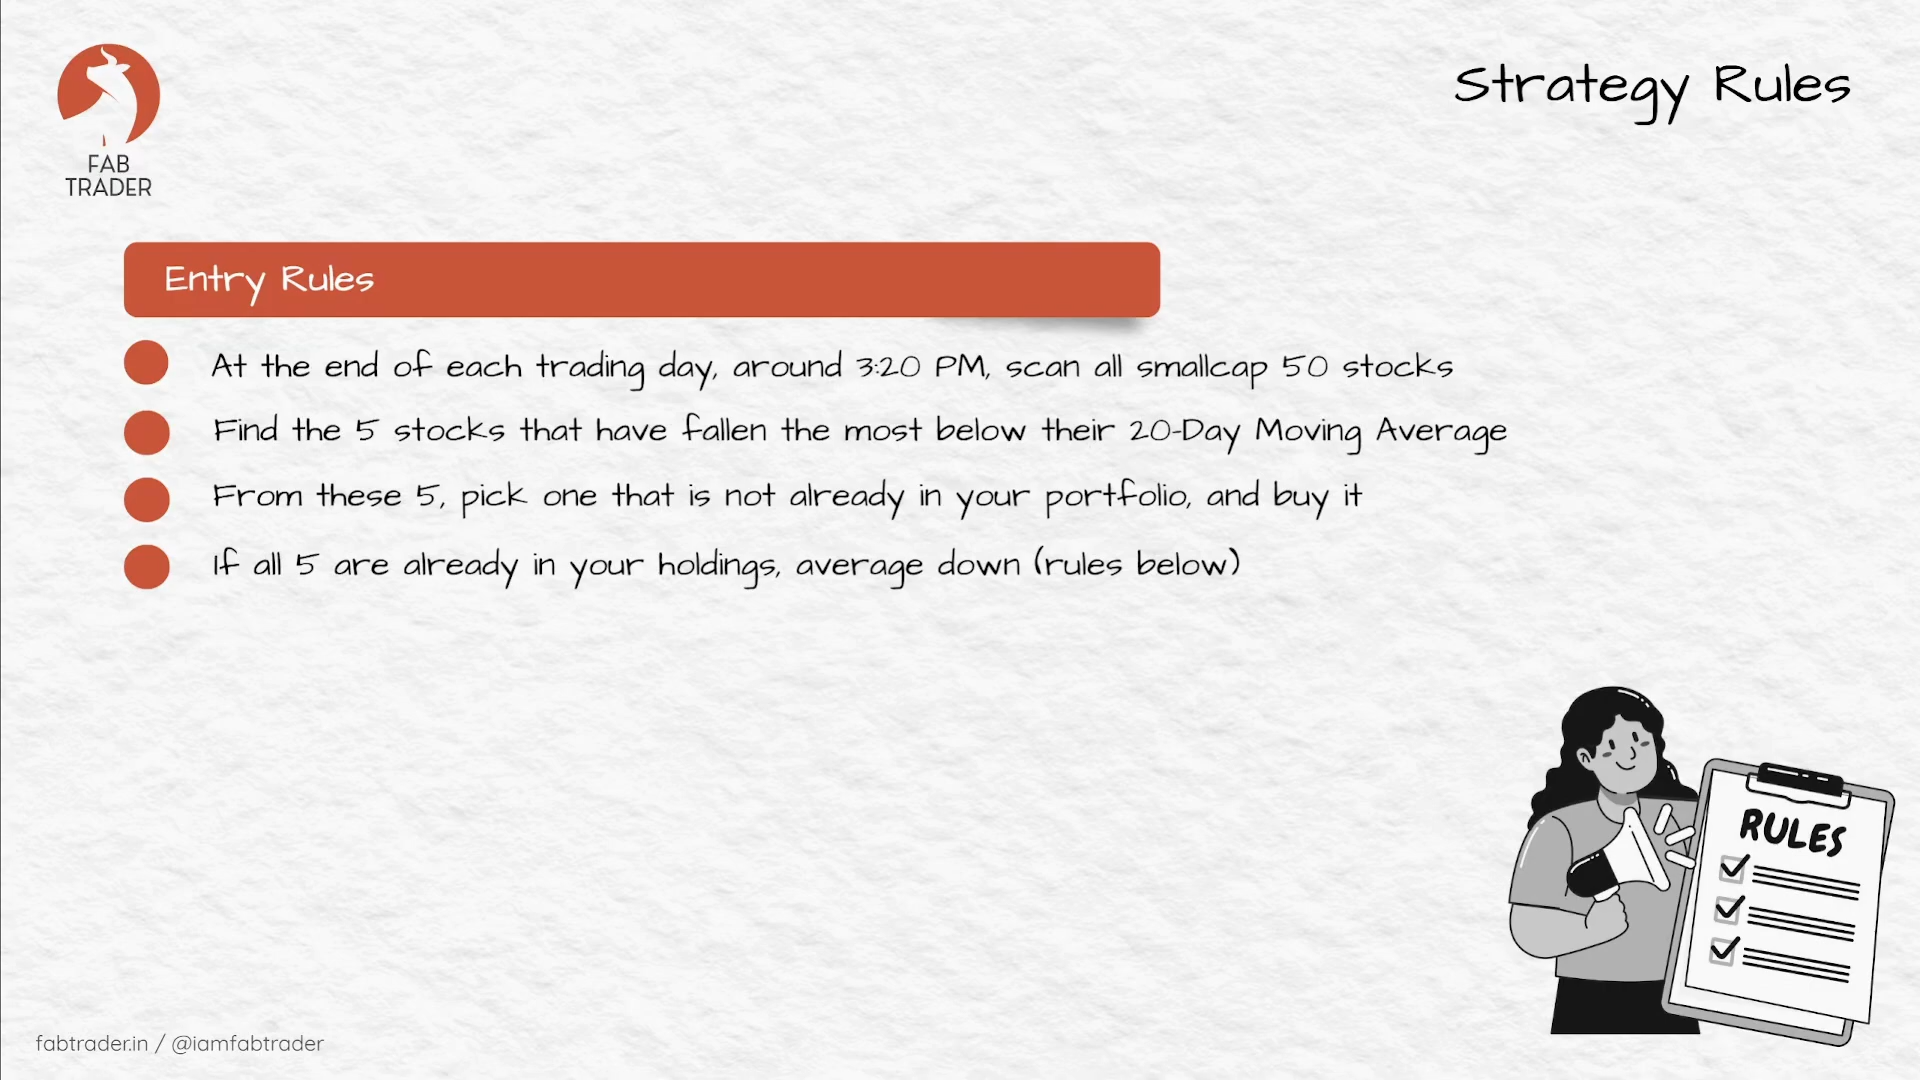 FAB
TRADER
Strategy Rules
Entry Rules
At the end of each trading day, around 3:20 PM, scan all smallcap 50 stocks
Find the 5 stocks that have fallen the most below their 20-Day Moving Average
From these 5, pick one that is not already in your portfolio, and buy it
If all 5 are already in your holdings, average down (rules below)
RULES
fabtrader.in / @iamfabtrader